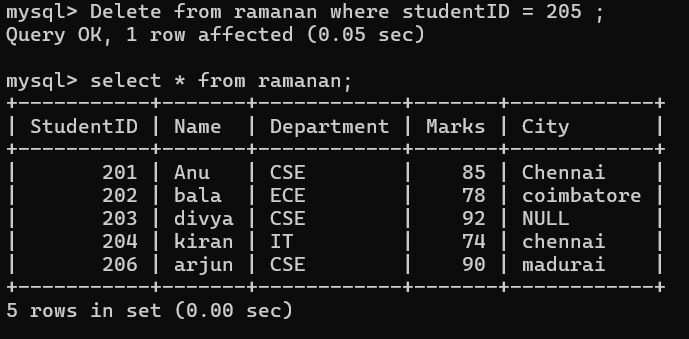 mysql> Delete from ramanan where studentID = 205 ;
Query OK, 1 row affected (0.05 sec)

mysql> select * from ramanan;
+-----------+-------+------------+-------+------------+
| StudentID | Name  | Department | Marks | City       |
+-----------+-------+------------+-------+------------+
|       201 | Anu   | CSE        |    85 | Chennai    |
|       202 | bala  | ECE        |    78 | coimbatore |
|       203 | divya | CSE        |    92 | NULL       |
|       204 | kiran | IT         |    74 | chennai    |
|       206 | arjun | CSE        |    90 | madurai    |
+-----------+-------+------------+-------+------------+
5 rows in set (0.00 sec)